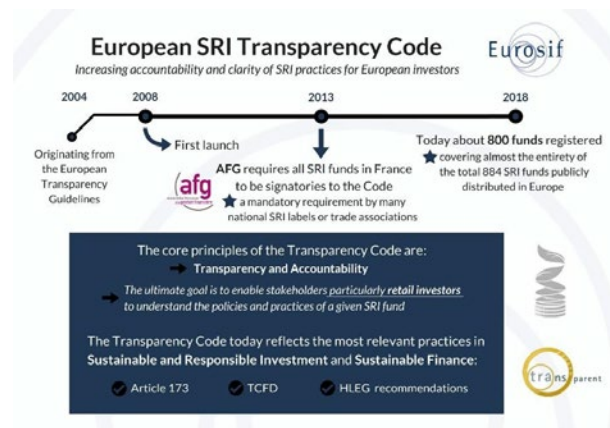 European SRI Transparency Code
Increasing accountability and clarity of SRI practices for European investors
Eurosif
2004
2008
2013
2018
Originating from
the European
Transparency
Guidelines
First launch
afg
AFG requires all SRI funds in France
to be signatories to the Code
a mandatory requirement by many
national SRI labels or trade associations
Today about 800 funds registered
covering almost the entirety of
the total 884 SRI funds publicly
distributed in Europe
The core principles of the Transparency Code are:
Transparency and Accountability
The ultimate goal is to enable stakeholders particularly retail investors
to understand the policies and practices of a given SRI fund
The Transparency Code today reflects the most relevant practices in
Sustainable and Responsible Investment and Sustainable Finance:
Article 173
TCFD
HLEG recommendations
transparent